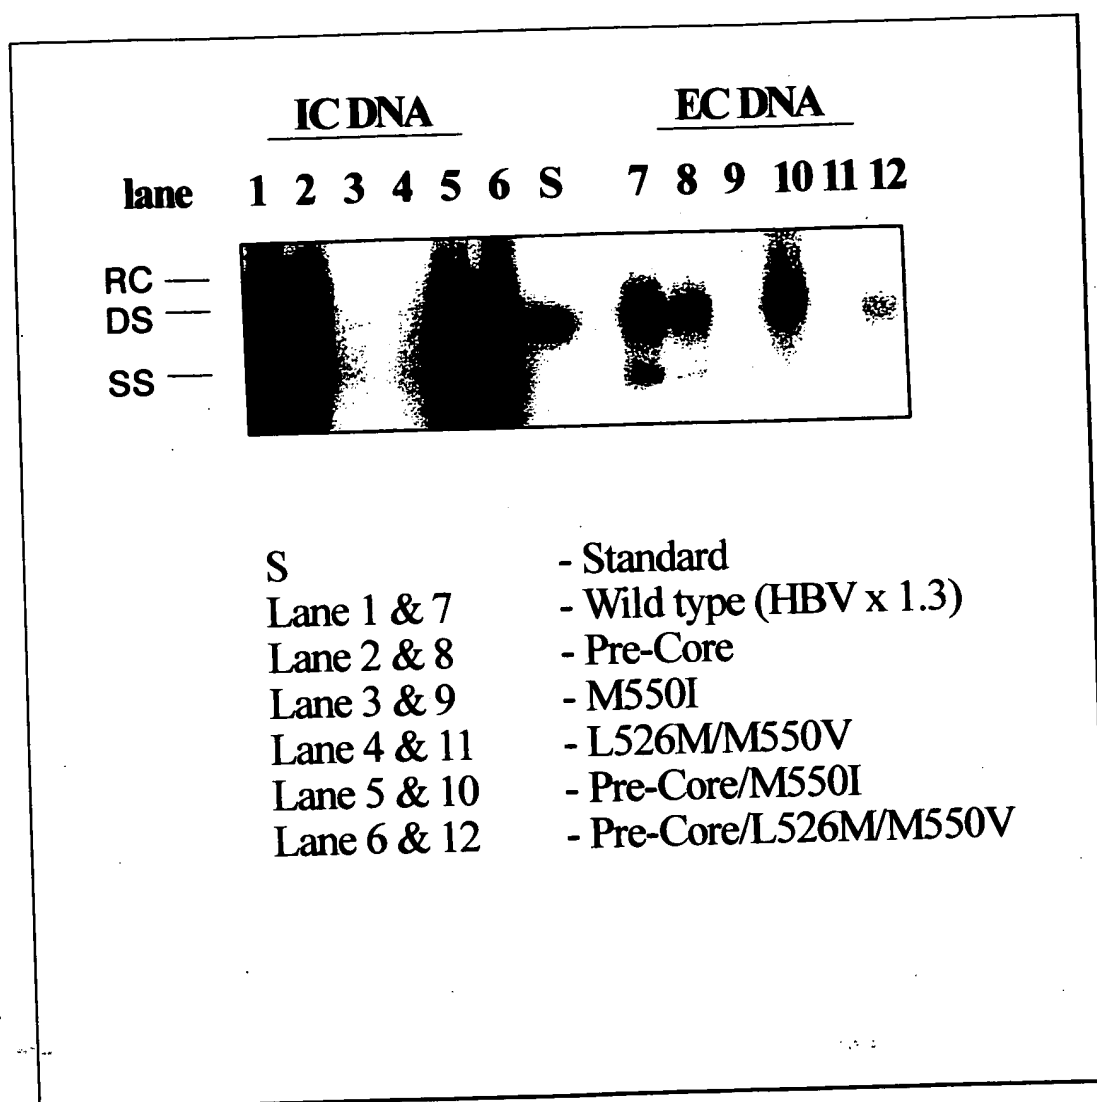 IC DNA EC DNA
lane 1 2 3 4 5 6 S 7 8 9 10 11 12
RC
DS
SS
S - Standard
Lane 1 & 7 - Wild type (HBV x 1.3)
Lane 2 & 8 - Pre-Core
Lane 3 & 9 - M550I
Lane 4 & 11 - L526M/M550V
Lane 5 & 10 - Pre-Core/M550I
Lane 6 & 12 - Pre-Core/L526M/M550V